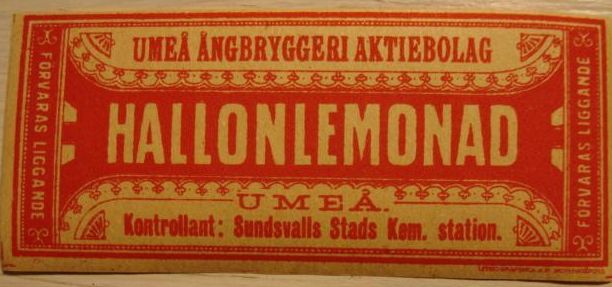 UMEÅ ÅNGBRYGGERI AKTIEBOLAG
FÖRVARAS LIGGANDE
HALLONLEMONAD
FÖRVARAS LIGGANDE
UMEÅ.
Kontrollant: Sundsvalls Stads Kem. station.